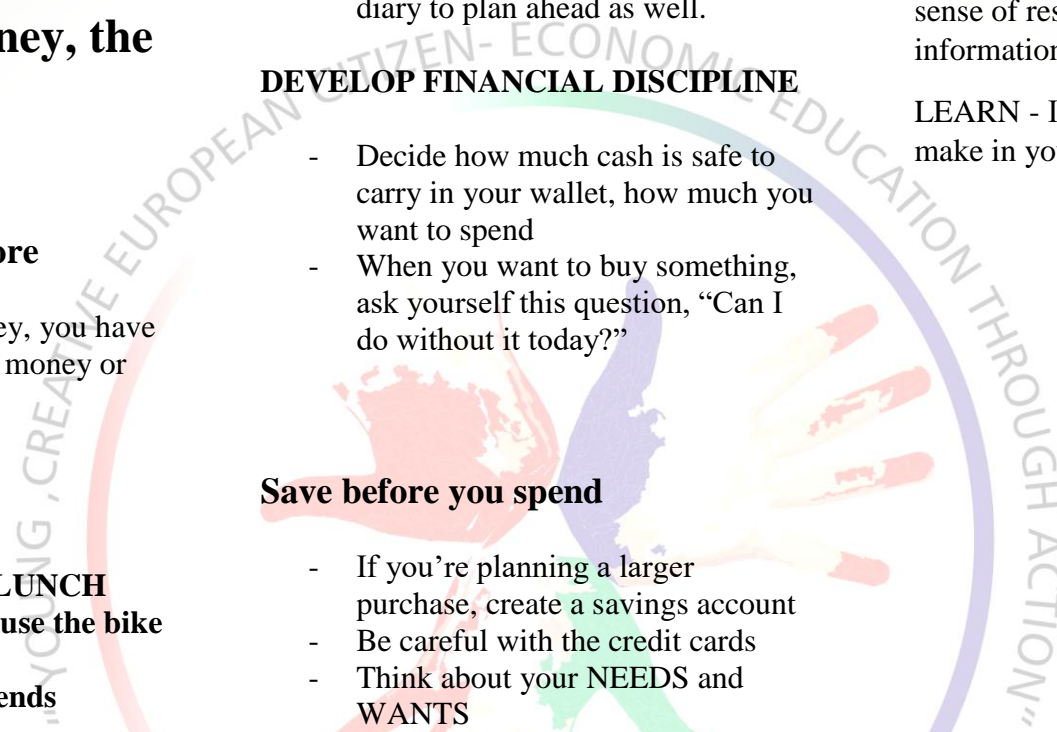 ney, the
ore
ey, you have
money or
LUNCH
use the bike
ends
diary to plan ahead as well.
DEVELOP FINANCIAL DISCIPLINE
- Decide how much cash is safe to
carry in your wallet, how much you
want to spend
- When you want to buy something,
ask yourself this question, “Can I
do without it today?”
Save before you spend
- If you’re planning a larger
purchase, create a savings account
- Be careful with the credit cards
- Think about your NEEDS and
WANTS
sense of res
information
LEARN - I
make in you
"YOUNG ,CREATIVE EUROPEAN CITIZEN- ECONOMIC EDUCATION THROUGH ACTION"